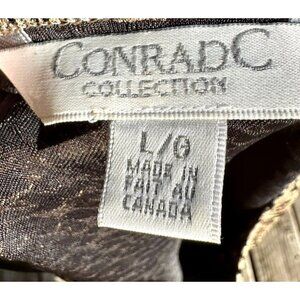 CONRADC
COLLECTION
L/G
MADE IN
FAIT AU
CANADA